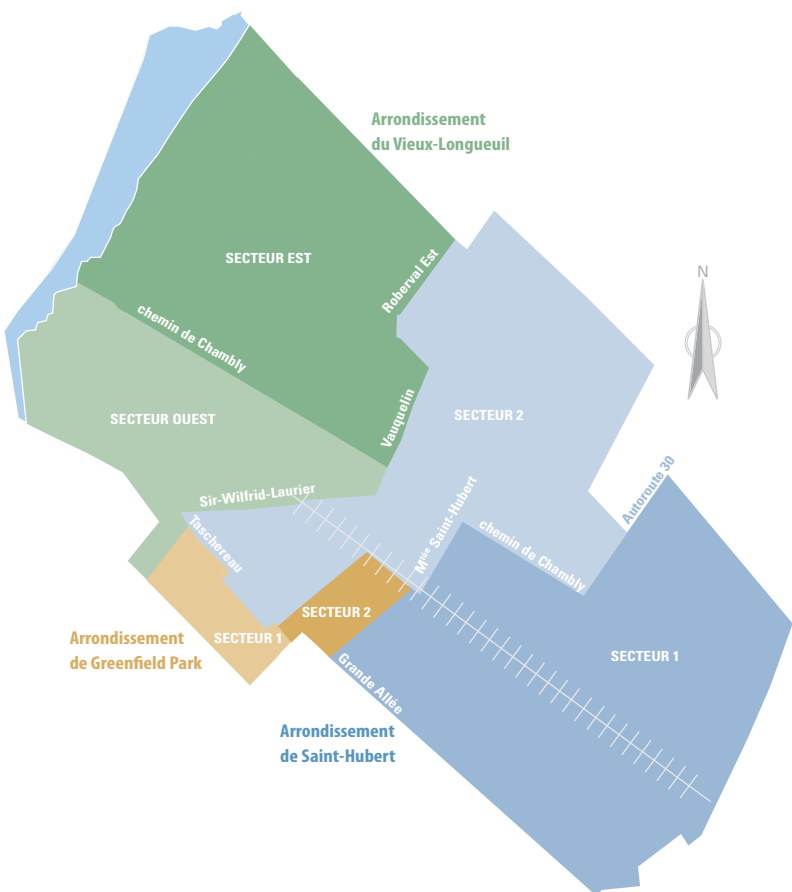 Arrondissement
du Vieux-Longueuil
SECTEUR EST
Roberval Est
N
chemin de Chambly
SECTEUR OUEST
Vauquelin
SECTEUR 2
Autoroute 30
Sir-Wilfrid-Laurier
Taschereau
Mtée Saint-Hubert
chemin de Chambly
SECTEUR 2
SECTEUR 1
Arrondissement
de Greenfield Park
SECTEUR 1
Grande Allée
Arrondissement
de Saint-Hubert